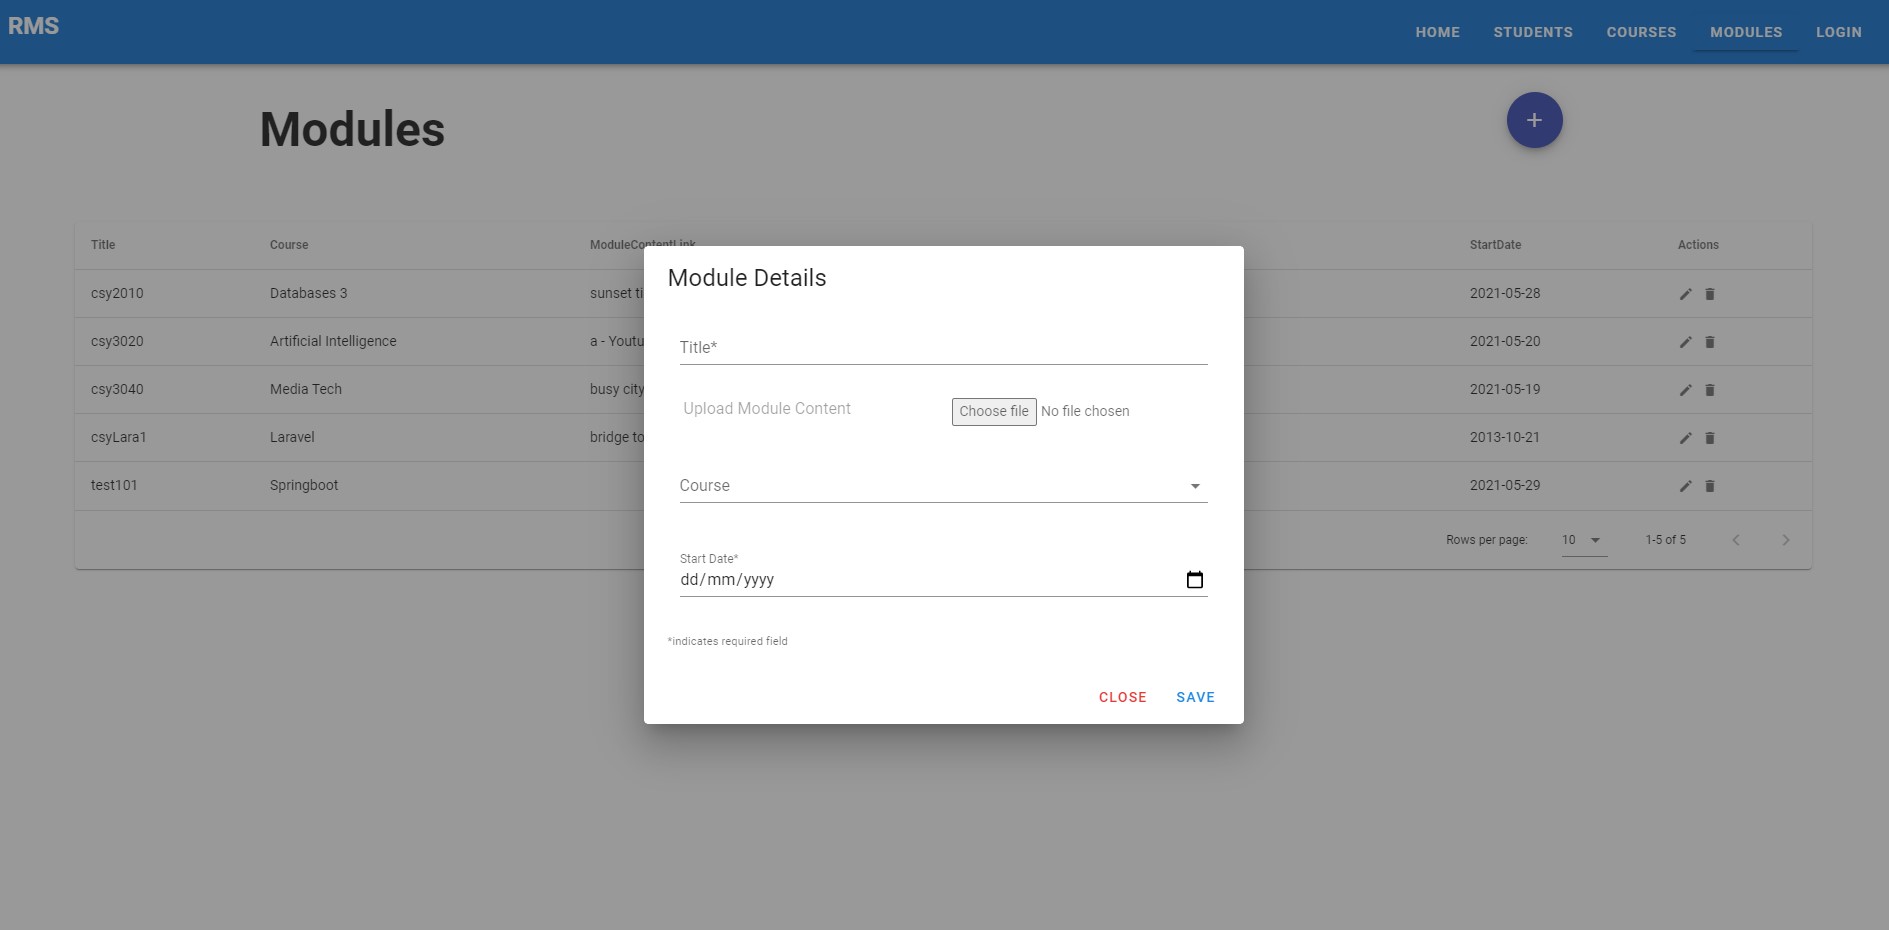 RMS
HOME STUDENTS COURSES MODULES LOGIN
Modules
+
Title Course ModuleContentLink StartDate Actions
csy2010 Databases 3 sunset ti 2021-05-28
csy3020 Artificial Intelligence a - Youtu 2021-05-20
csy3040 Media Tech busy city 2021-05-19
csyLara1 Laravel bridge to 2013-10-21
test101 Springboot 2021-05-29
Rows per page: 10 1-5 of 5
Module Details
Title*
Upload Module Content Choose file No file chosen
Course
Start Date*
dd/mm/yyyy
*indicates required field
CLOSE SAVE